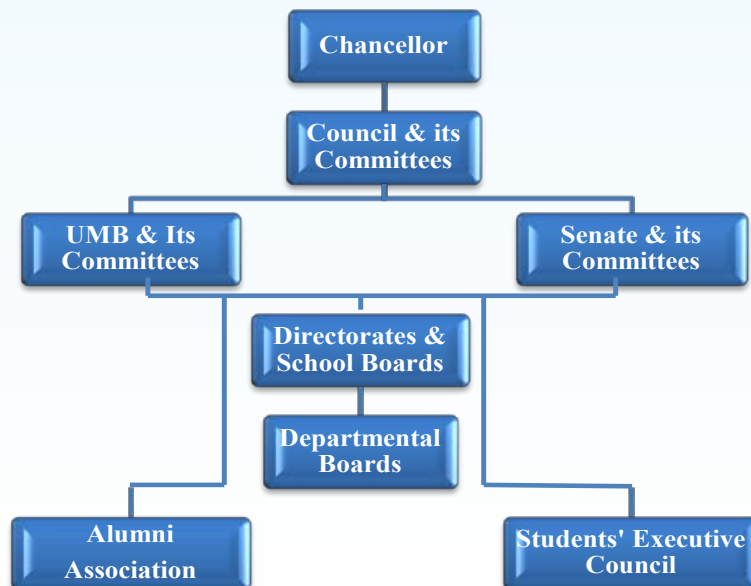 Chancellor
Council & its
Committees
UMB & Its
Committees
Senate & its
Committees
Directorates &
School Boards
Departmental
Boards
Alumni
Association
Students' Executive
Council